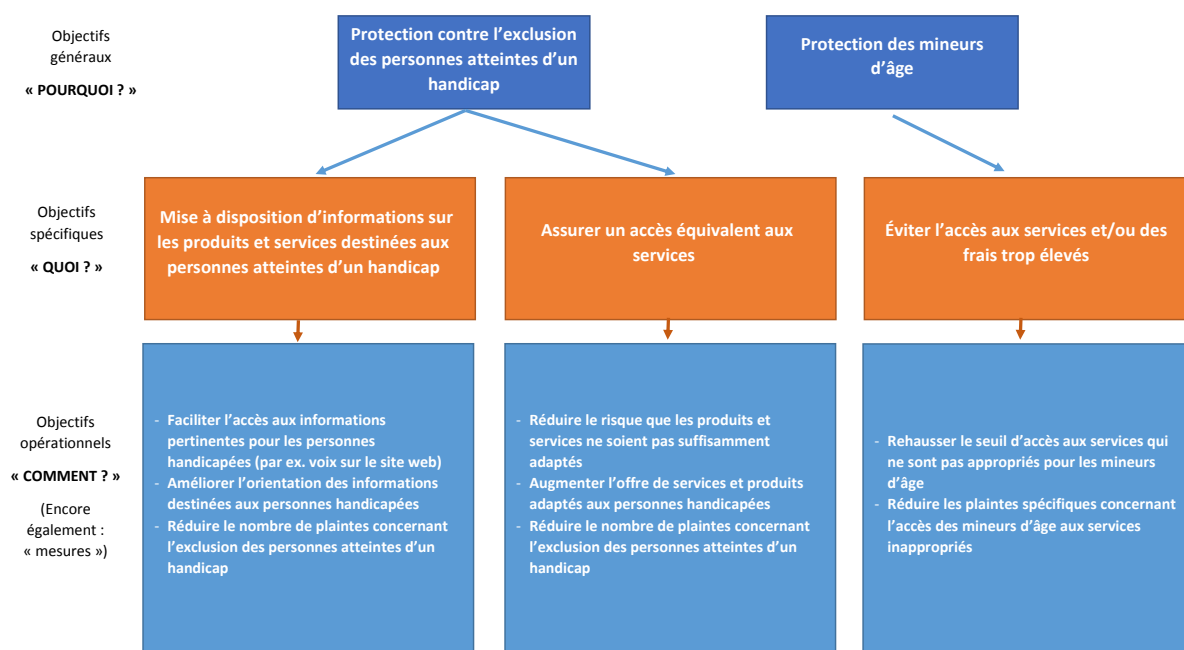 Objectifs
généraux
« POURQUOI ? »
Protection contre l’exclusion
des personnes atteintes d’un
handicap
Protection des mineurs
d’âge
Objectifs
spécifiques
« QUOI ? »
Mise à disposition d’informations sur
les produits et services destinées aux
personnes atteintes d’un handicap
Assurer un accès équivalent aux
services
Éviter l’accès aux services et/ou des
frais trop élevés
Objectifs
opérationnels
« COMMENT ? »
(Encore
également :
« mesures »)
- Faciliter l’accès aux informations
pertinentes pour les personnes
handicapées (par ex. voix sur le site web)
- Améliorer l’orientation des informations
destinées aux personnes handicapées
- Réduire le nombre de plaintes concernant
l’exclusion des personnes atteintes d’un
handicap
- Réduire le risque que les produits et
services ne soient pas suffisamment
adaptés
- Augmenter l’offre de services et produits
adaptés aux personnes handicapées
- Réduire le nombre de plaintes concernant
l’exclusion des personnes atteintes d’un
handicap
- Rehausser le seuil d’accès aux services qui
ne sont pas appropriés pour les mineurs
d’âge
- Réduire les plaintes spécifiques concernant
l’accès des mineurs d’âge aux services
inappropriés